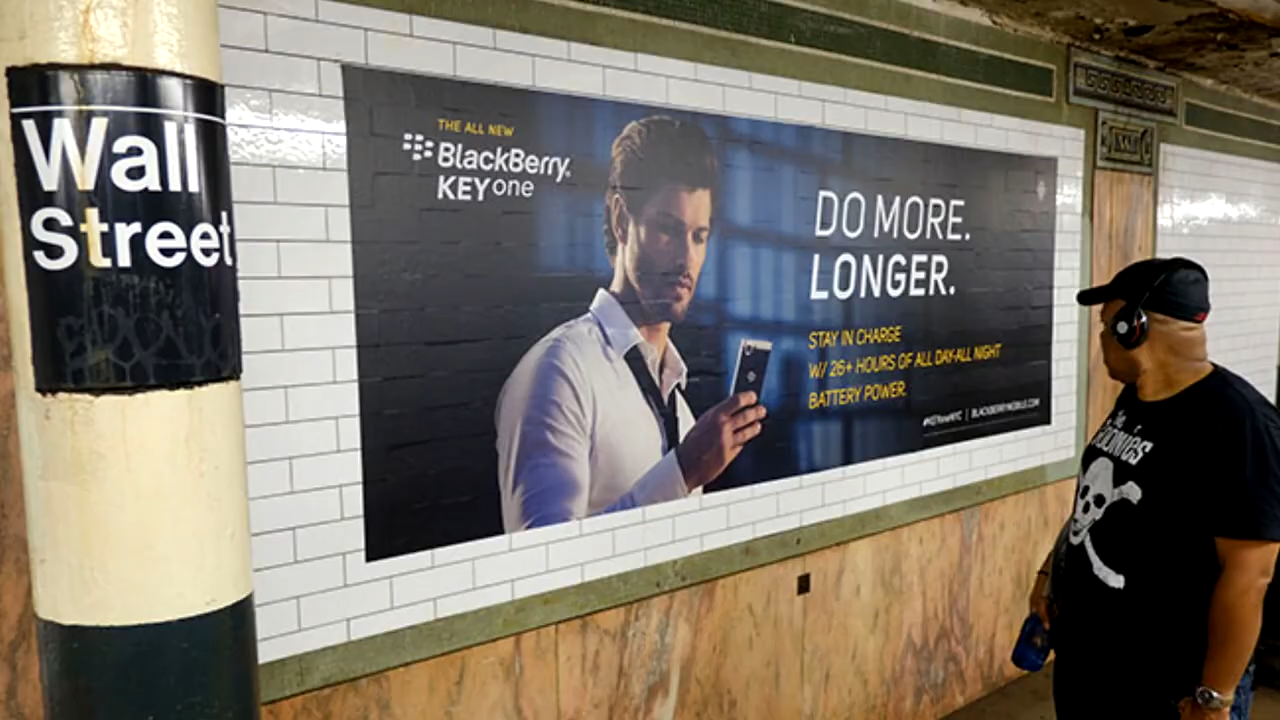 Wall
Street
THE ALL NEW
BlackBerry.
KEYone
DO MORE.
LONGER.
STAY IN CHARGE
W/ 26+ HOURS OF ALL DAY-ALL NIGHT
BATTERY POWER.
#KEYoneNYC | BLACKBERRYMOBILE.COM
The
Goonies